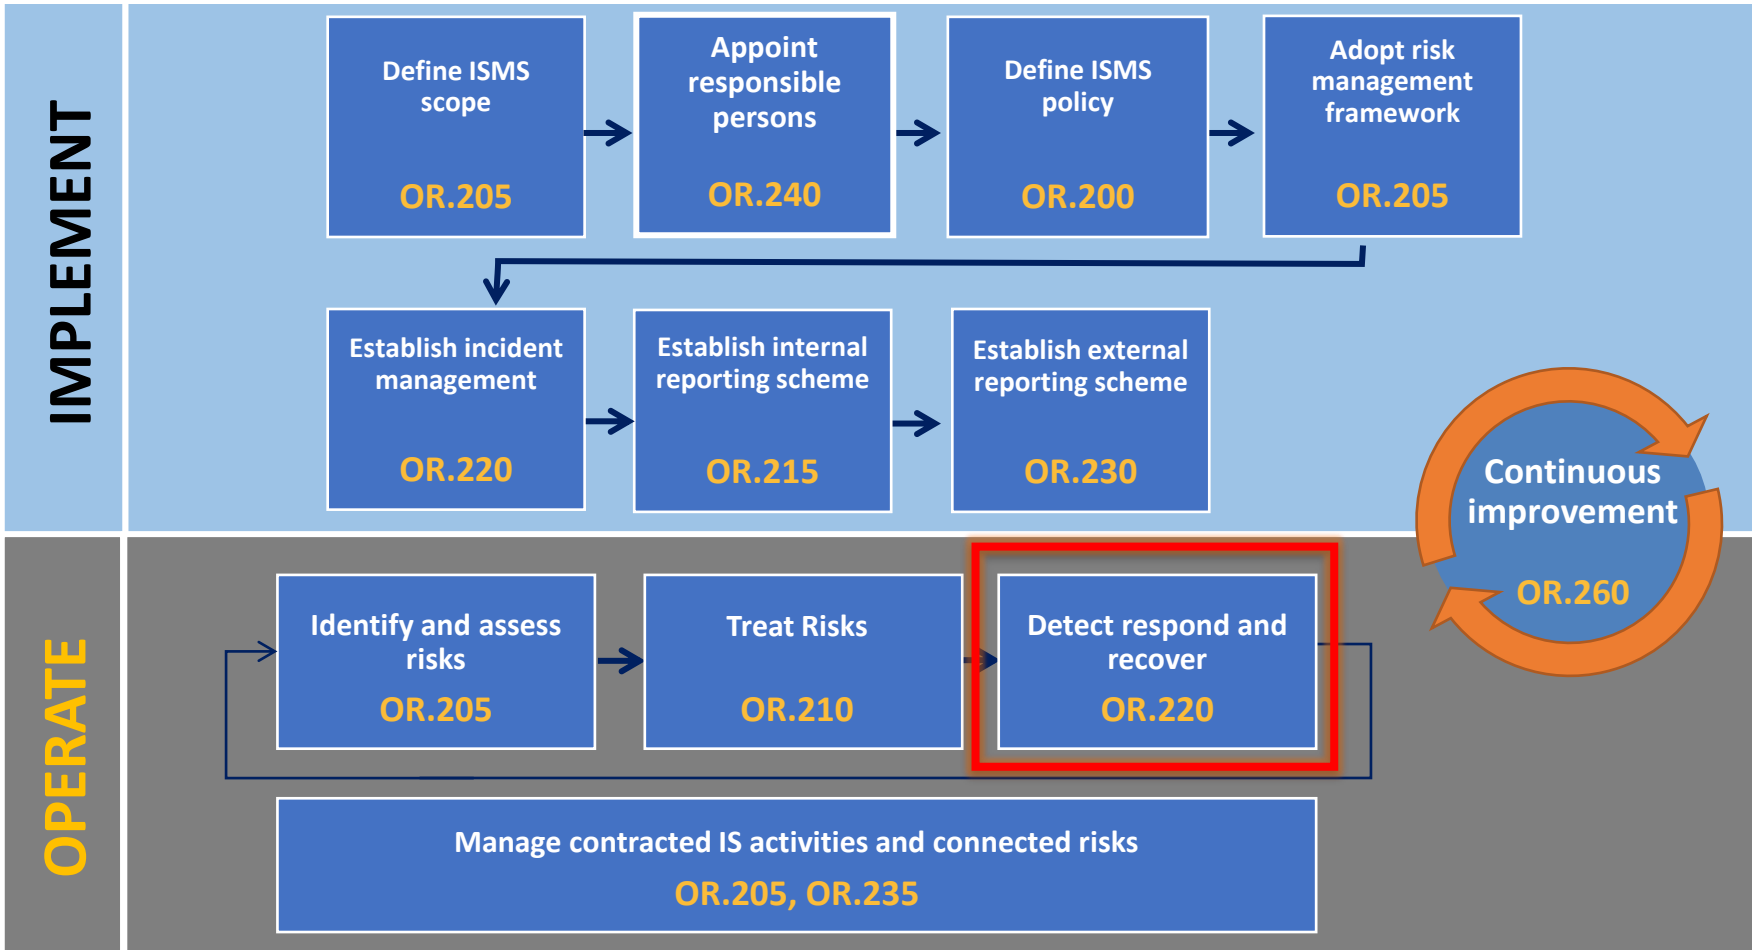 IMPLEMENT
Define ISMS
scope
OR.205
Appoint
responsible
persons
OR.240
Define ISMS
policy
OR.200
Adopt risk
management
framework
OR.205
Establish incident
management
OR.220
Establish internal
reporting scheme
OR.215
Establish external
reporting scheme
OR.230
Continuous
improvement
OR.260
OPERATE
Identify and assess
risks
OR.205
Treat Risks
OR.210
Detect respond and
recover
OR.220
Manage contracted IS activities and connected risks
OR.205, OR.235